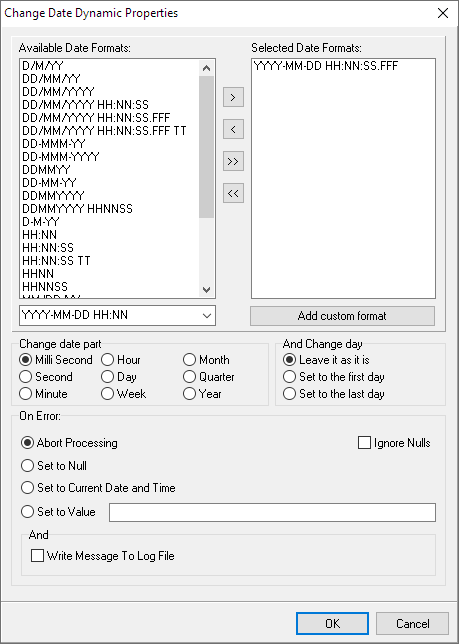 Change Date Dynamic Properties
Available Date Formats:
D/M/YY
DD/MM/YY
DD/MM/YYYY
DD/MM/YYYY HH:NN:SS
DD/MM/YYYY HH:NN:SS.FFF
DD/MM/YYYY HH:NN:SS.FFF TT
DD-MMM-YY
DD-MMM-YYYY
DDMMYY
DD-MM-YY
DDMMYYYY
DDMMYYYY HHNNSS
D-M-YY
HH:NN
HH:NN:SS
HH:NN:SS TT
HHNN
HHNNSS
MM/DD/YY
YYYY-MM-DD HH:NN
>
<
>>
<<
Selected Date Formats:
YYYY-MM-DD HH:NN:SS.FFF
Add custom format
Change date part
Milli Second Hour Month
Second Day Quarter
Minute Week Year
And Change day
Leave it as it is
Set to the first day
Set to the last day
On Error:
Abort Processing Ignore Nulls
Set to Null
Set to Current Date and Time
Set to Value
And
Write Message To Log File
OK Cancel